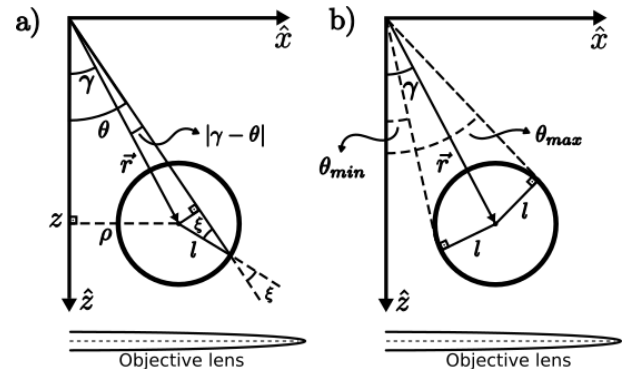 a)
x̂
γ
θ
|γ − θ|
r⃗
z
ρ
ξ
l
ξ
ẑ
Objective lens
b)
x̂
γ
θmin
r⃗
θmax
l
l
ẑ
Objective lens